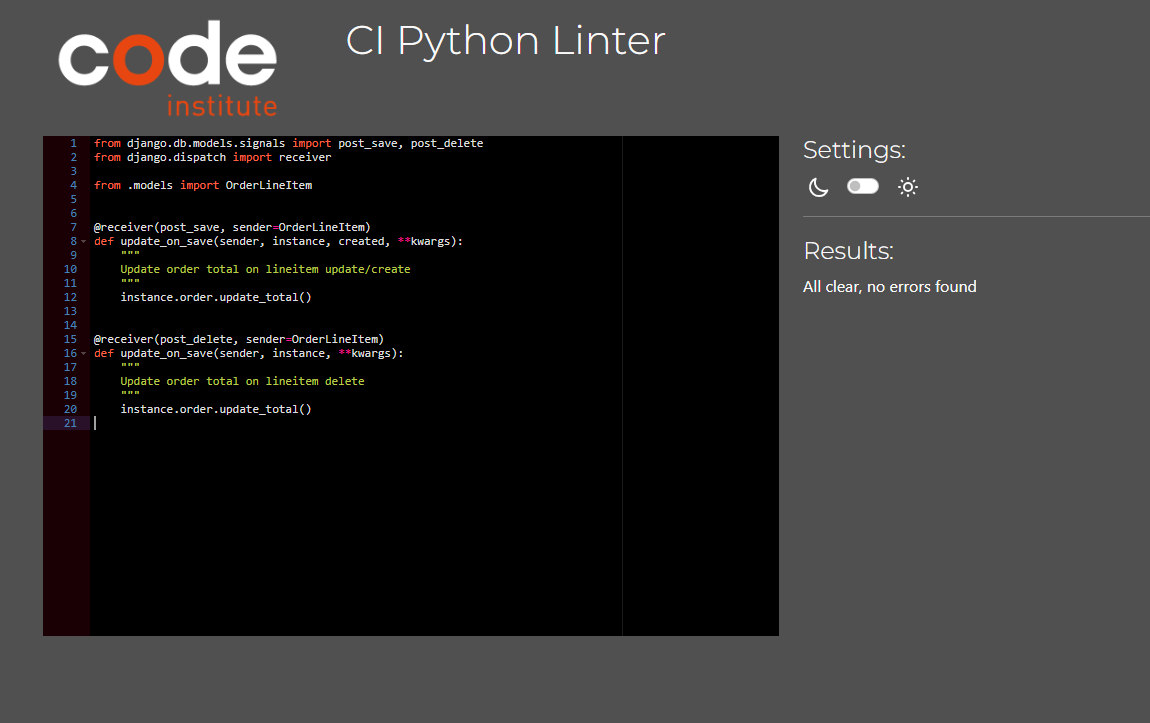 code
institute
CI Python Linter
1 from django.db.models.signals import post_save, post_delete
2 from django.dispatch import receiver
3
4 from .models import OrderLineItem
5
6
7 @receiver(post_save, sender=OrderLineItem)
8 def update_on_save(sender, instance, created, **kwargs):
9     """
10     Update order total on lineitem update/create
11     """
12     instance.order.update_total()
13
14
15 @receiver(post_delete, sender=OrderLineItem)
16 def update_on_save(sender, instance, **kwargs):
17     """
18     Update order total on lineitem delete
19     """
20     instance.order.update_total()
21
Settings:
Results:
All clear, no errors found